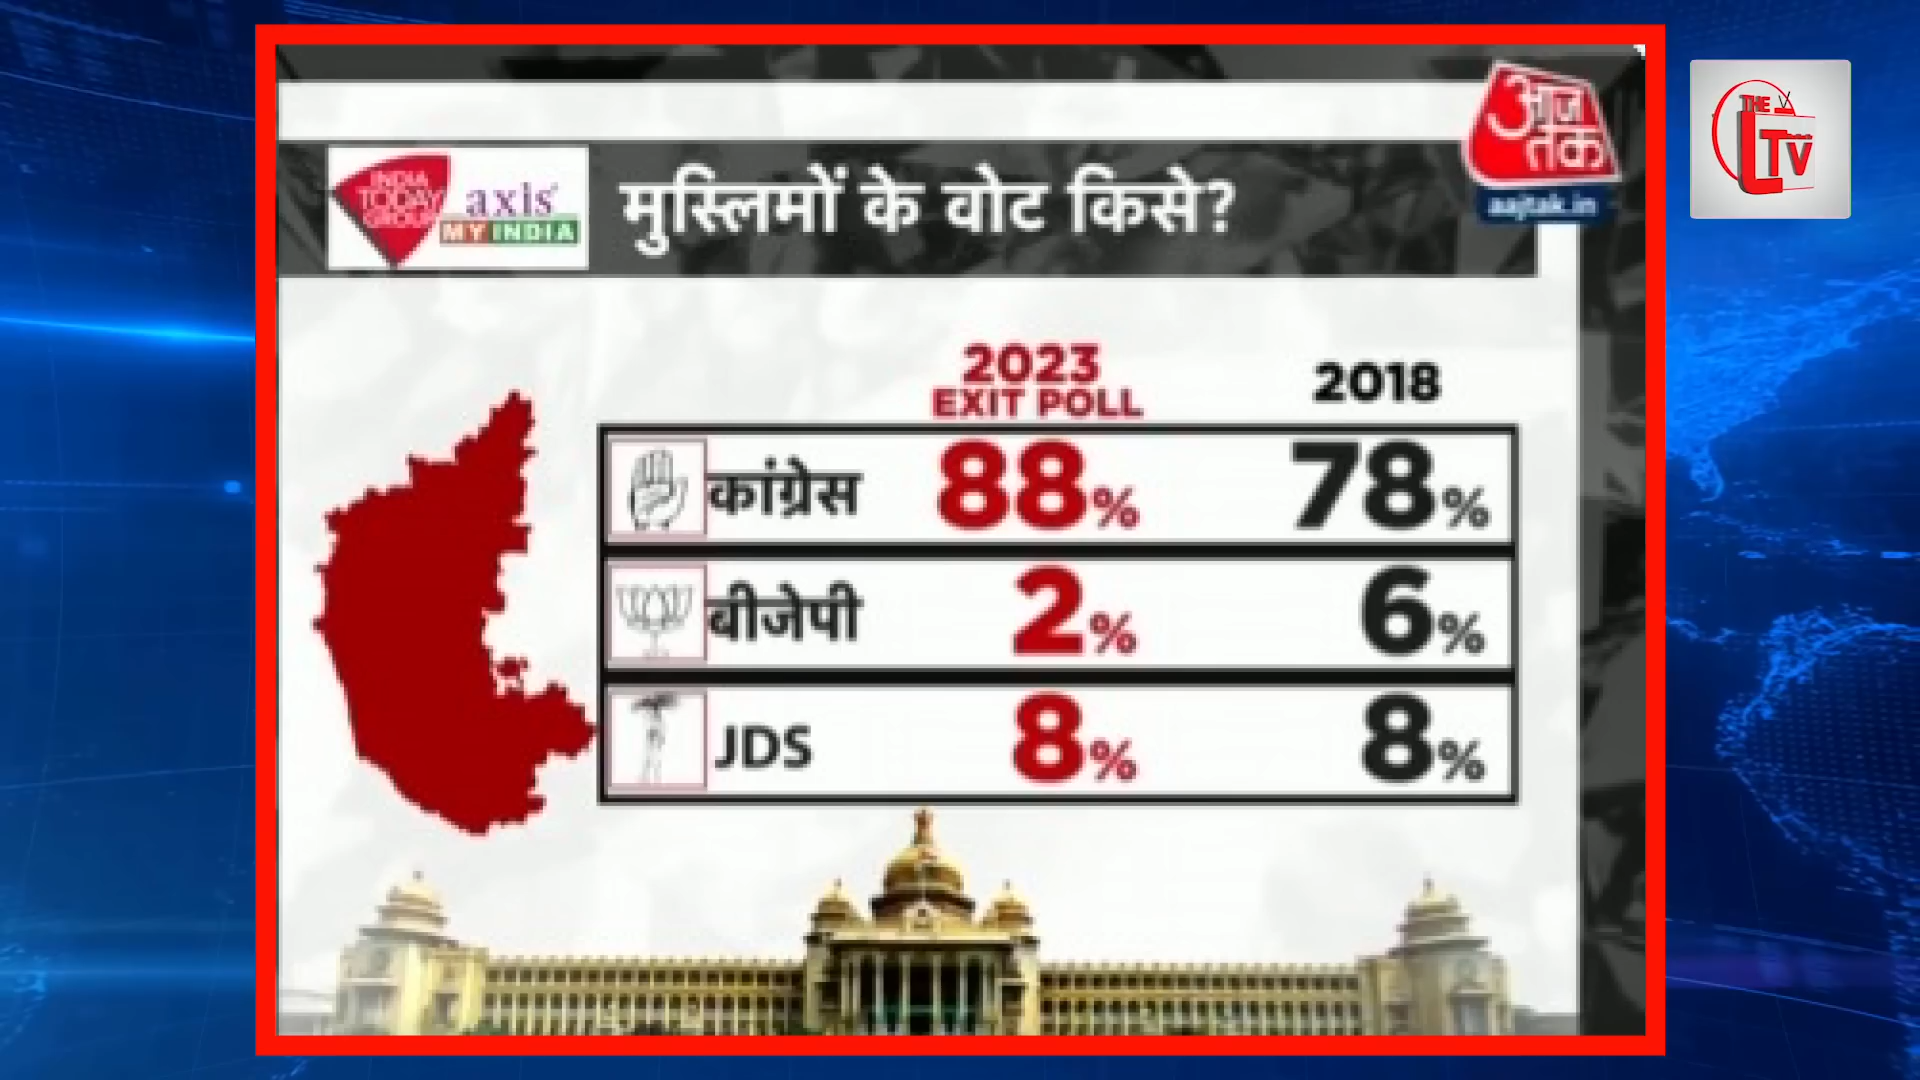 आज
तक
aajtak.in
THE
LTV
INDIA
TODAY
GROUP
axis
MY INDIA
मुस्लिमों के वोट किसे?
2023
EXIT POLL
2018
कांग्रेस 88% 78%
बीजेपी 2% 6%
JDS 8% 8%